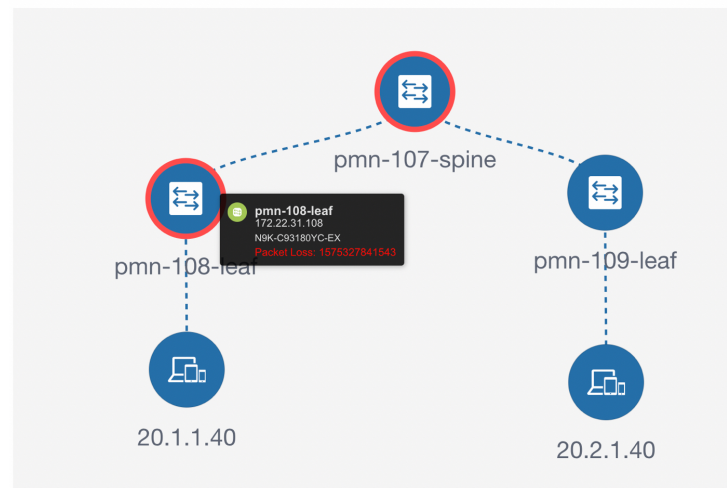 pmn-107-spine
pmn-108-leaf
172.22.31.108
N9K-C93180YC-EX
Packet Loss: 1575327841543
pmn-108-leaf
pmn-109-leaf
20.1.1.40
20.2.1.40